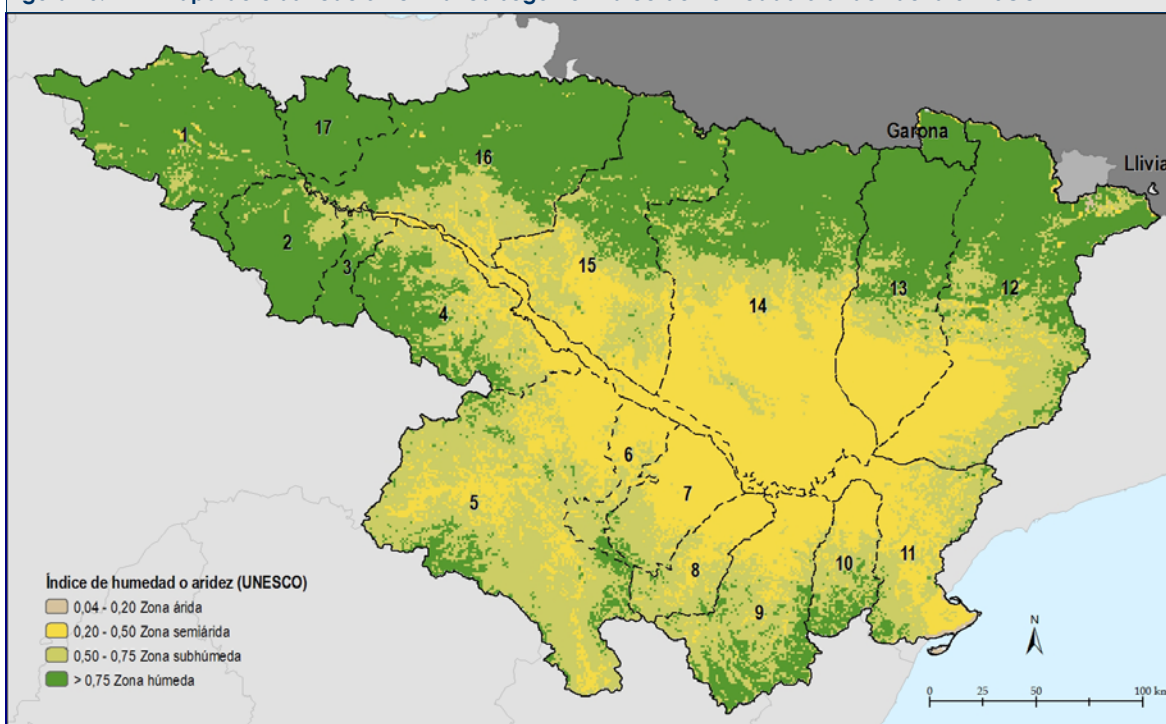 Garona
Llivia
1
17
16
2
3
15
4
14
13
12
6
5
7
8
10
11
9
Índice de humedad o aridez (UNESCO)
0,04 - 0,20 Zona árida
0,20 - 0,50 Zona semiárida
0,50 - 0,75 Zona subhúmeda
> 0,75 Zona húmeda
N
0 25 50 100 km